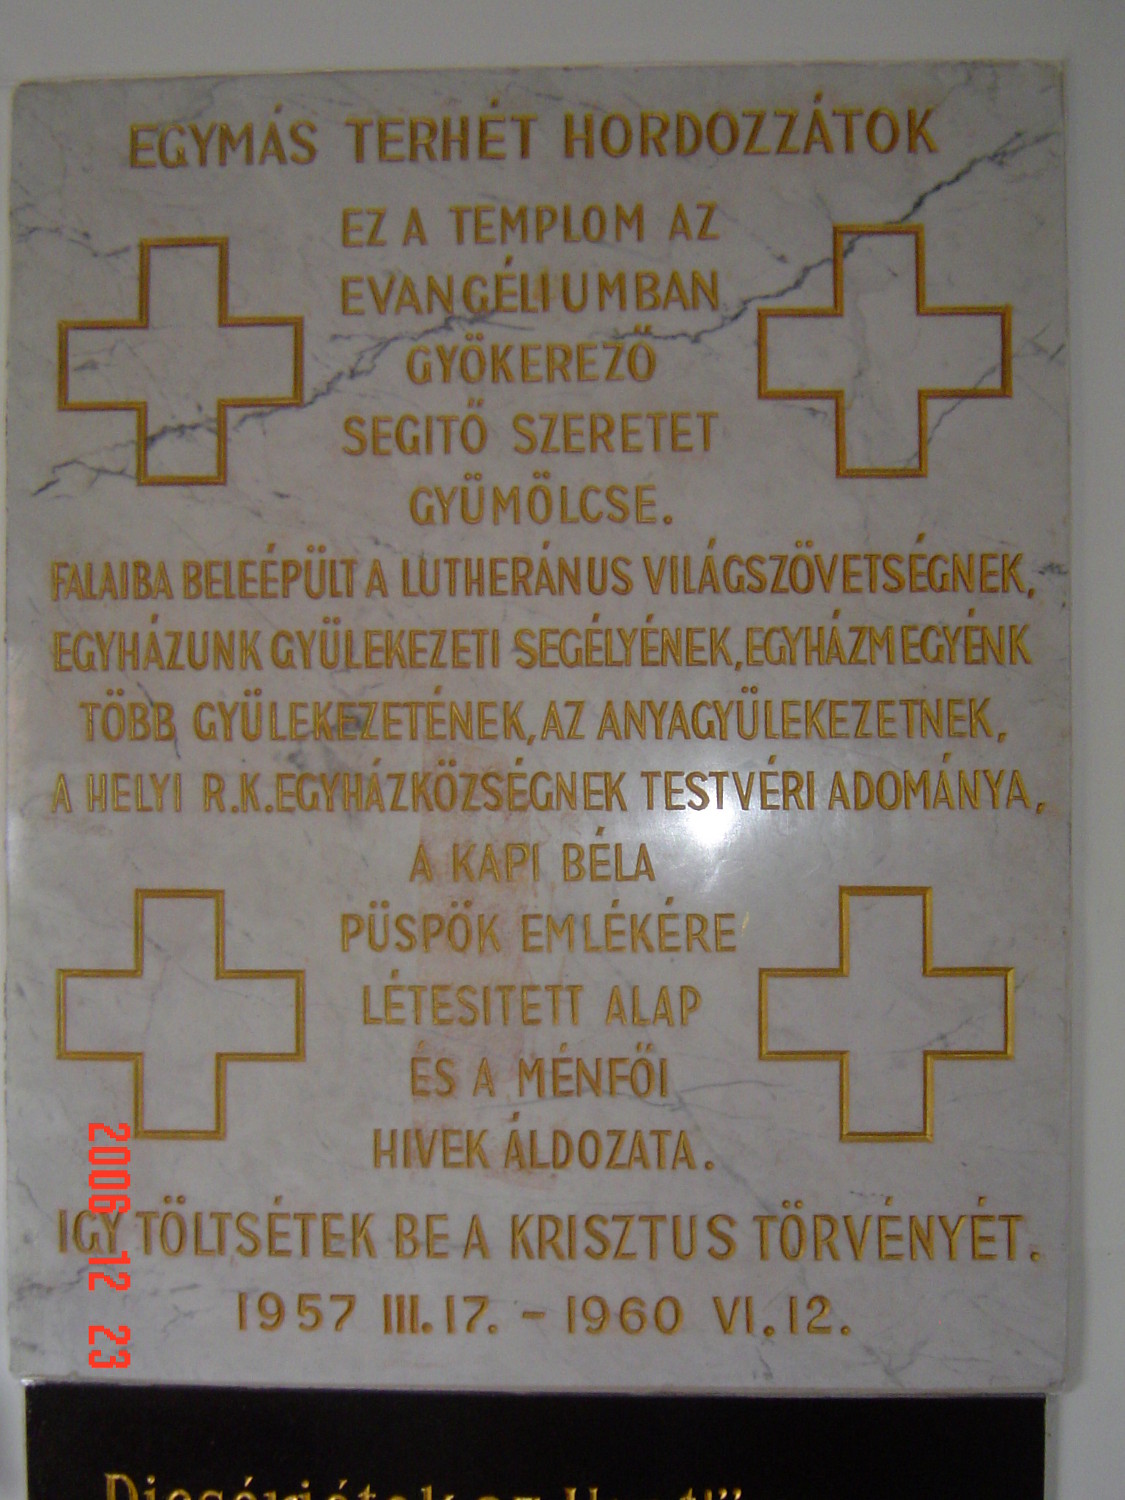 EGYMÁS TERHÉT HORDOZZÁTOK
EZ A TEMPLOM AZ
EVANGÉLIUMBAN
GYÖKEREZŐ
SEGITŐ SZERETET
GYÜMÖLCSE.
FALAIBA BELEÉPÜLT A LUTHERÁNUS VILÁGSZÖVETSÉGNEK,
EGYHÁZUNK GYÜLEKEZETI SEGÉLYÉNEK, EGYHÁZMEGYÉNK
TÖBB GYÜLEKEZETÉNEK, AZ ANYAGYÜLEKEZETNEK,
A HELYI R.K. EGYHÁZKÖZSÉGNEK TESTVÉRI ADOMÁNYA,
A KAPI BÉLA
PÜSPÖK EMLÉKÉRE
LÉTESITETT ALAP
ÉS A MÉNFŐI
HIVEK ÁLDOZATA.
IGY TÖLTSÉTEK BE A KRISZTUS TÖRVÉNYÉT.
1957 III. 17. - 1960 VI. 12.
2006 12 23